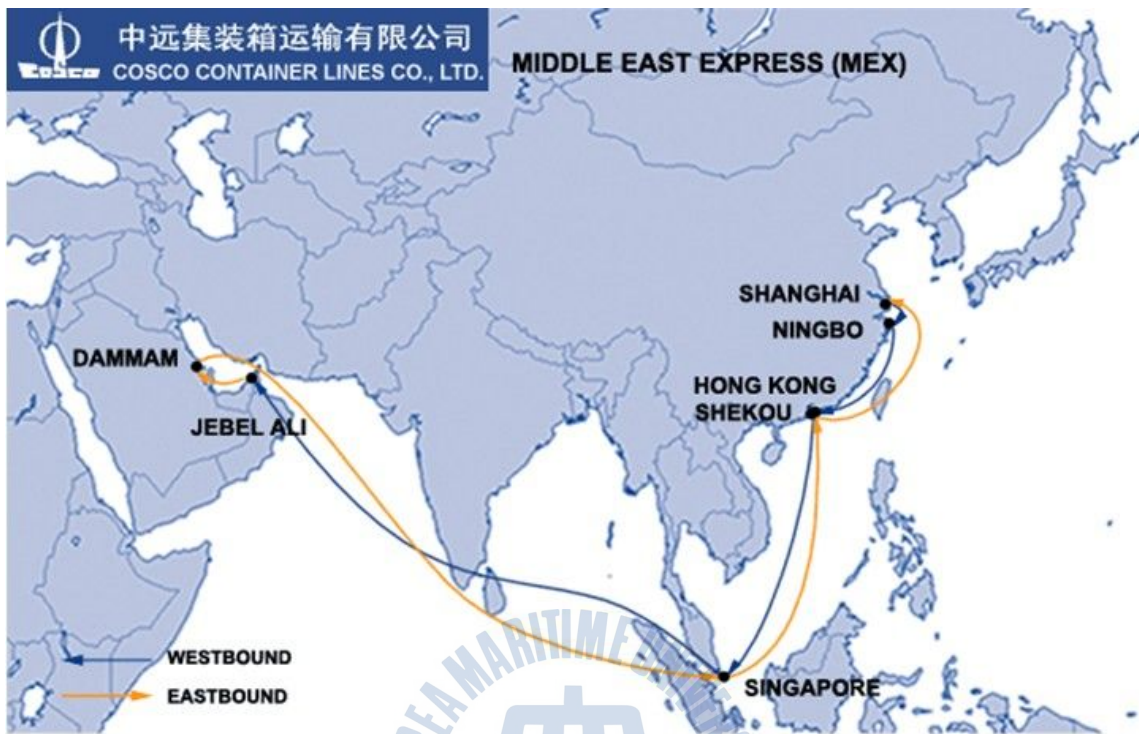 中远集装箱运输有限公司
COSCO
COSCO CONTAINER LINES CO., LTD.
MIDDLE EAST EXPRESS (MEX)
SHANGHAI
NINGBO
DAMMAM
HONG KONG
SHEKOU
JEBEL ALI
WESTBOUND
SINGAPORE
EASTBOUND